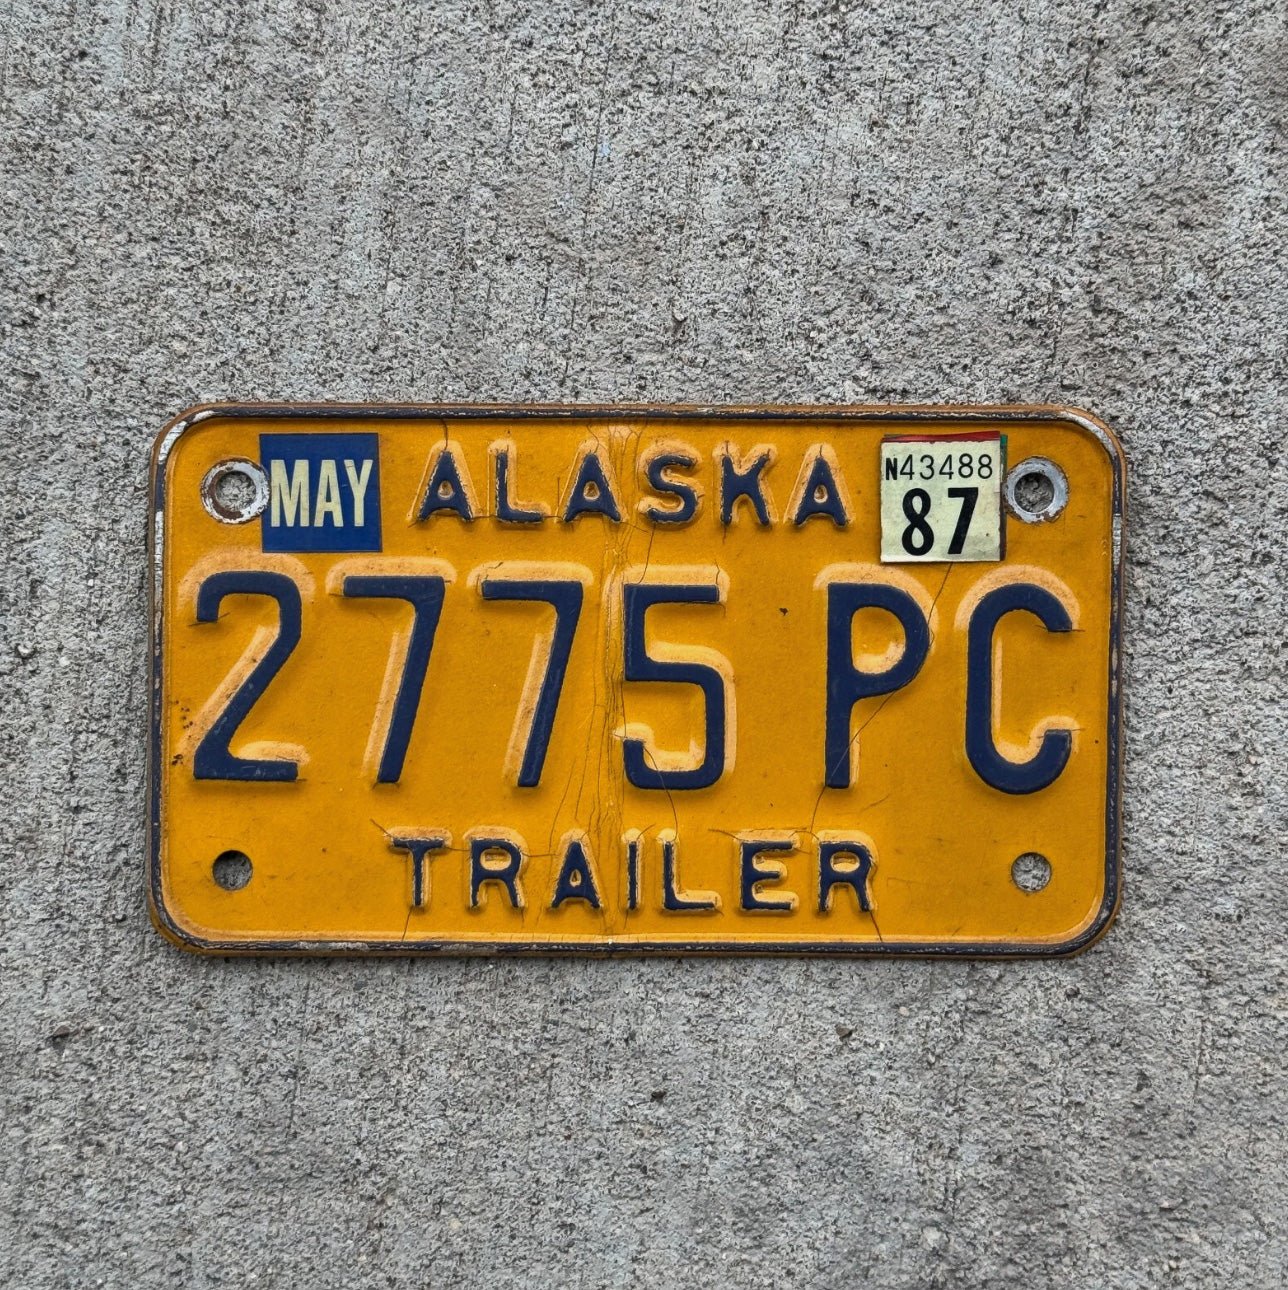 MAY
ALASKA
N43488
87
2775 PC
TRAILER